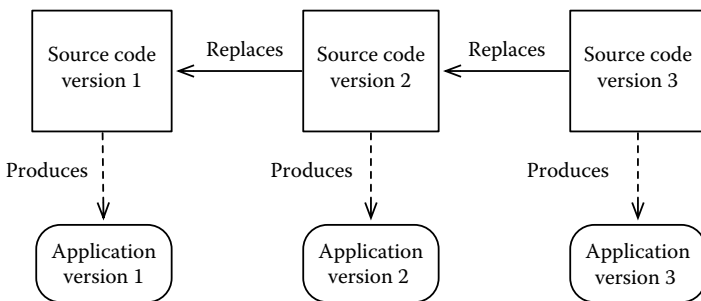 Source code
version 1
Replaces
Source code
version 2
Replaces
Source code
version 3
Produces
Produces
Produces
Application
version 1
Application
version 2
Application
version 3